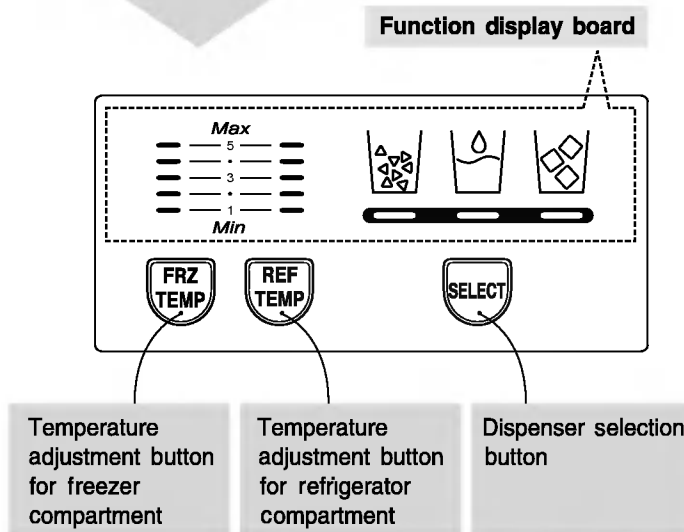 Function display board
Max
5
•
3
•
1
Min
FRZ
TEMP
REF
TEMP
SELECT
Temperature
adjustment button
for freezer
compartment
Temperature
adjustment button
for refrigerator
compartment
Dispenser selection
button